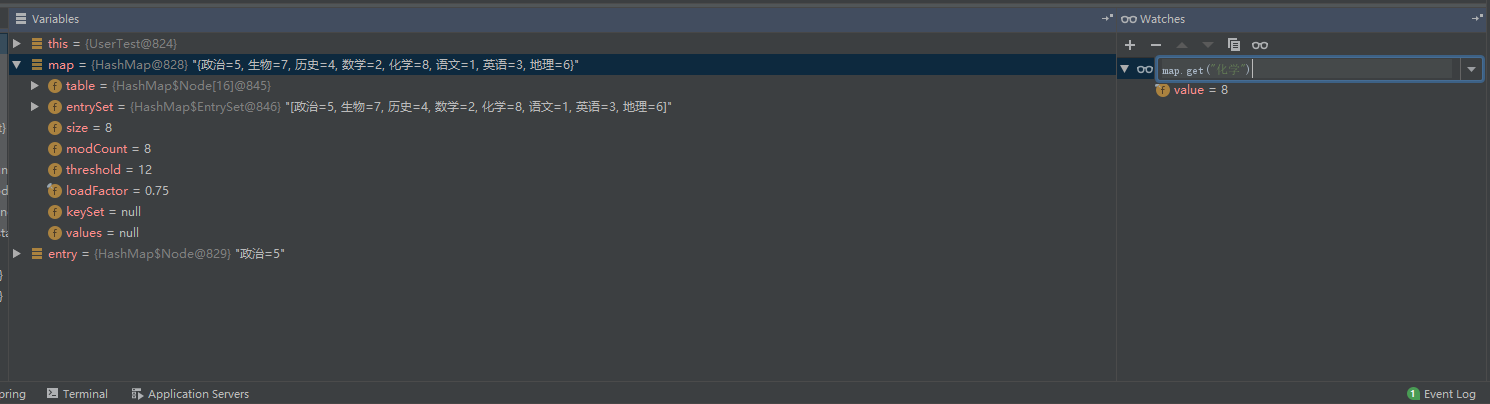 Variables
Watches
this = {UserTest@824}
map = {HashMap@828} "{政治=5, 生物=7, 历史=4, 数学=2, 化学=8, 语文=1, 英语=3, 地理=6}"
map.get("化学")
table = {HashMap$Node[16]@845}
value = 8
entrySet = {HashMap$EntrySet@846} "[政治=5, 生物=7, 历史=4, 数学=2, 化学=8, 语文=1, 英语=3, 地理=6]"
size = 8
modCount = 8
threshold = 12
loadFactor = 0.75
keySet = null
values = null
entry = {HashMap$Node@829} "政治=5"
oring
Terminal
Application Servers
1 Event Log